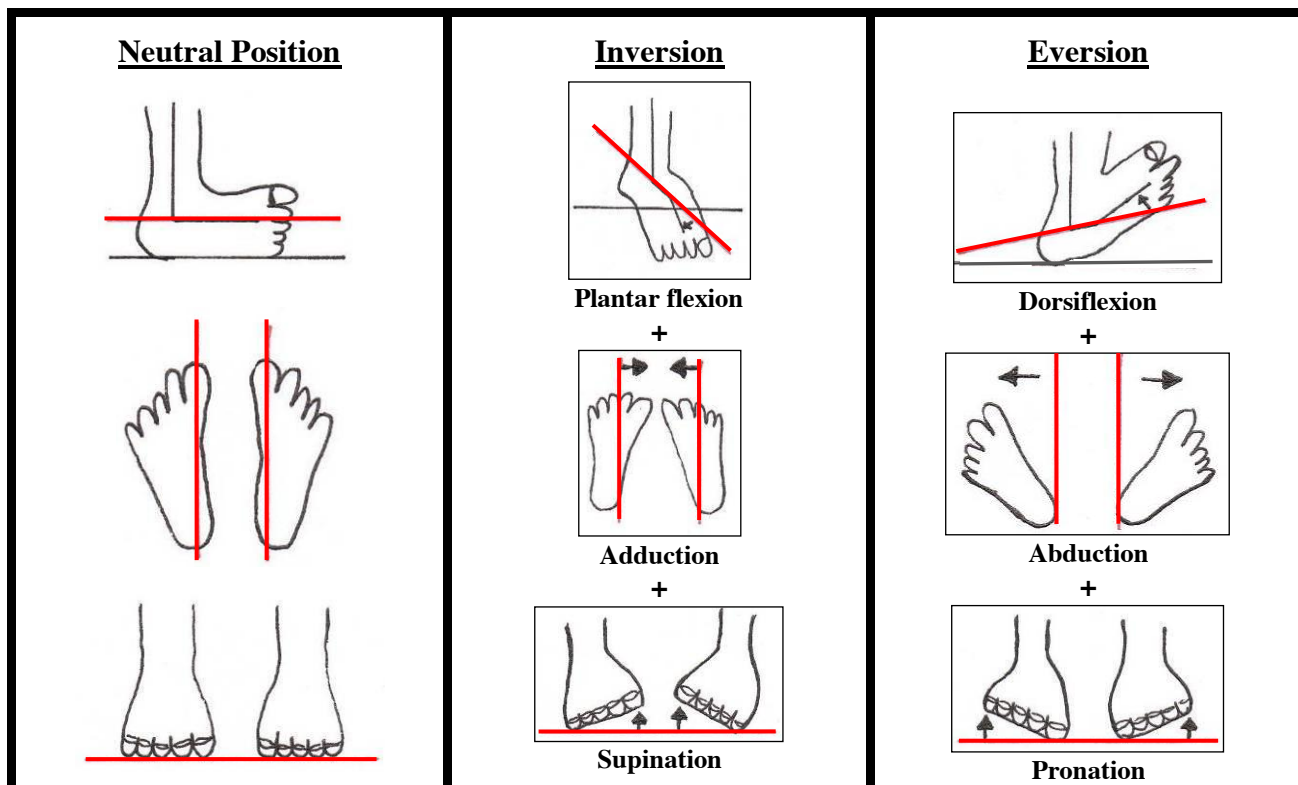 Neutral Position
Inversion
Plantar flexion
+
Adduction
+
Supination
Eversion
Dorsiflexion
+
Abduction
+
Pronation